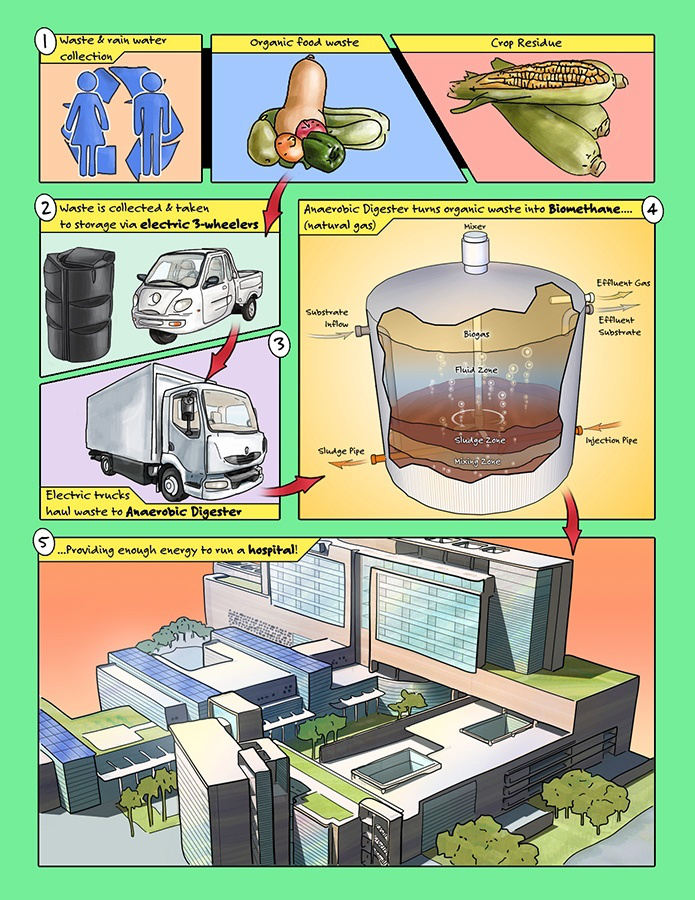 1
Waste & rain water
collection
Organic food waste
Crop Residue
2
Waste is collected & taken
to storage via electric 3-wheelers
3
Electric trucks
haul waste to Anaerobic Digester
Anaerobic Digester turns organic waste into Biomethane....
(natural gas)
4
Mixer
Effluent Gas
Effluent
Substrate
Substrate
Inflow
Biogas
Fluid Zone
Sludge Zone
Injection Pipe
Sludge Pipe
Mixing Zone
5
...Providing enough energy to run a hospital!